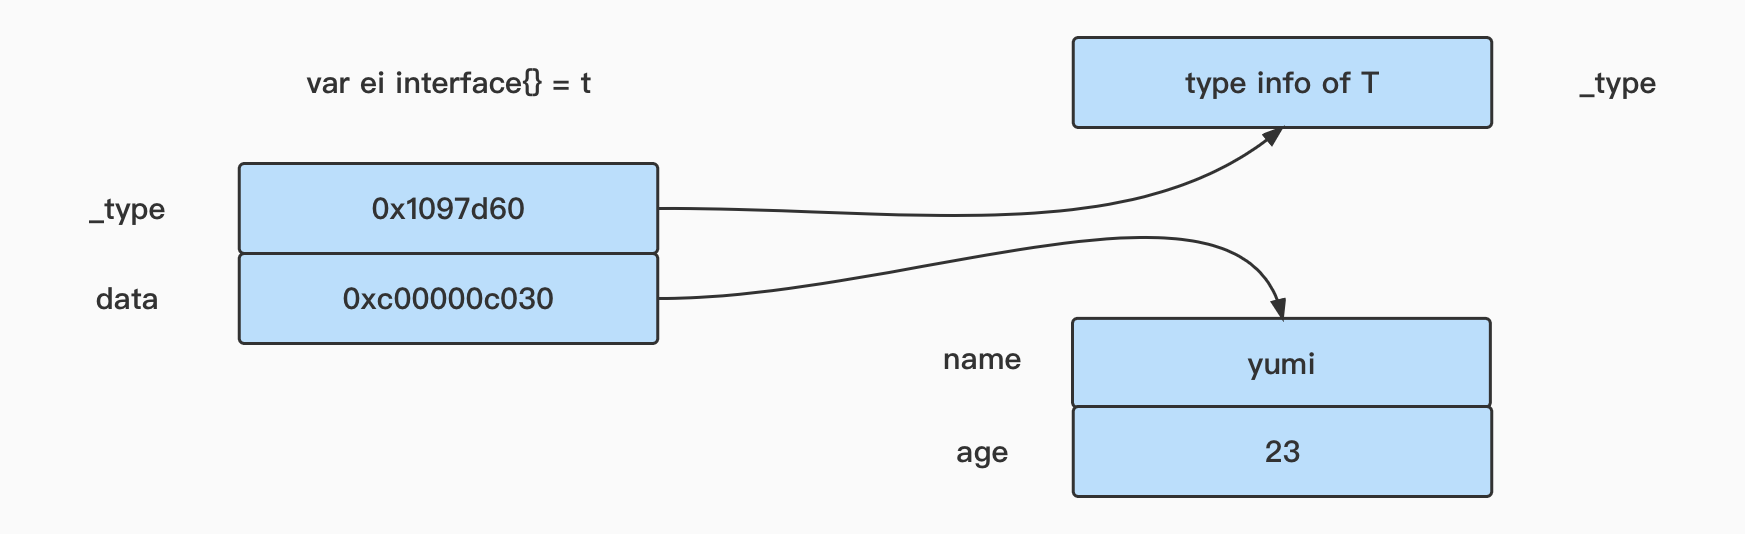 var ei interface{} = t
type info of T
_type
_type
0x1097d60
data
0xc00000c030
name
yumi
age
23